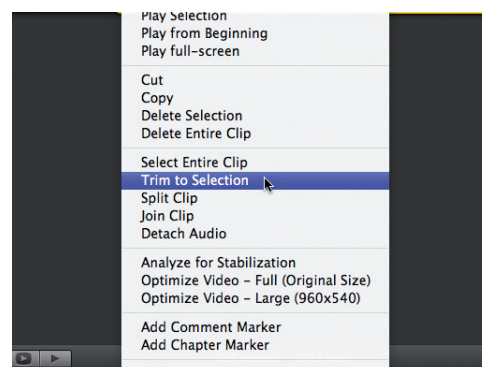 Play Selection
Play from Beginning
Play full-screen
Cut
Copy
Delete Selection
Delete Entire Clip
Select Entire Clip
Trim to Selection
Split Clip
Join Clip
Detach Audio
Analyze for Stabilization
Optimize Video – Full (Original Size)
Optimize Video – Large (960x540)
Add Comment Marker
Add Chapter Marker